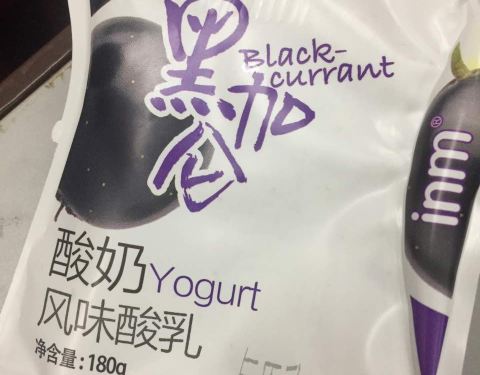 黑加仑
Black-
currant
inm®
酸奶Yogurt
风味酸乳
净含量:180g